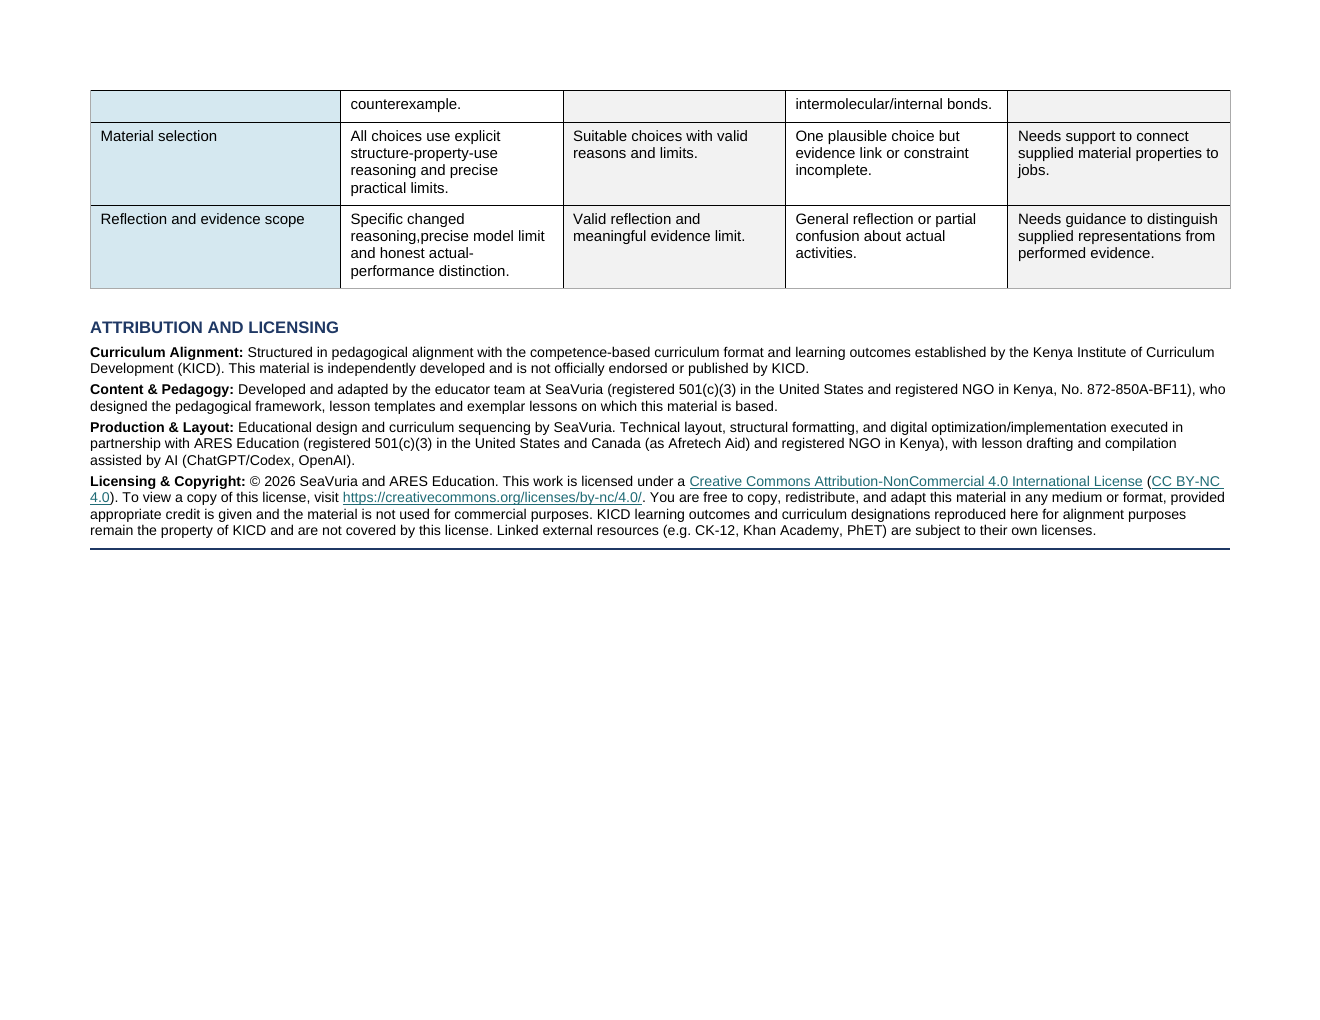 counterexample.
intermolecular/internal bonds.
Material selection
All choices use explicit
structure-property-use
reasoning and precise
practical limits.
Suitable choices with valid
reasons and limits.
One plausible choice but
evidence link or constraint
incomplete.
Needs support to connect
supplied material properties to
jobs.
Reflection and evidence scope
Specific changed
reasoning,precise model limit
and honest actual-
performance distinction.
Valid reflection and
meaningful evidence limit.
General reflection or partial
confusion about actual
activities.
Needs guidance to distinguish
supplied representations from
performed evidence.
ATTRIBUTION AND LICENSING
Curriculum Alignment: Structured in pedagogical alignment with the competence-based curriculum format and learning outcomes established by the Kenya Institute of Curriculum
Development (KICD). This material is independently developed and is not officially endorsed or published by KICD.
Content & Pedagogy: Developed and adapted by the educator team at SeaVuria (registered 501(c)(3) in the United States and registered NGO in Kenya, No. 872-850A-BF11), who
designed the pedagogical framework, lesson templates and exemplar lessons on which this material is based.
Production & Layout: Educational design and curriculum sequencing by SeaVuria. Technical layout, structural formatting, and digital optimization/implementation executed in
partnership with ARES Education (registered 501(c)(3) in the United States and Canada (as Afretech Aid) and registered NGO in Kenya), with lesson drafting and compilation
assisted by AI (ChatGPT/Codex, OpenAI).
Licensing & Copyright: © 2026 SeaVuria and ARES Education. This work is licensed under a Creative Commons Attribution-NonCommercial 4.0 International License (CC BY-NC
4.0). To view a copy of this license, visit https://creativecommons.org/licenses/by-nc/4.0/. You are free to copy, redistribute, and adapt this material in any medium or format, provided
appropriate credit is given and the material is not used for commercial purposes. KICD learning outcomes and curriculum designations reproduced here for alignment purposes
remain the property of KICD and are not covered by this license. Linked external resources (e.g. CK-12, Khan Academy, PhET) are subject to their own licenses.